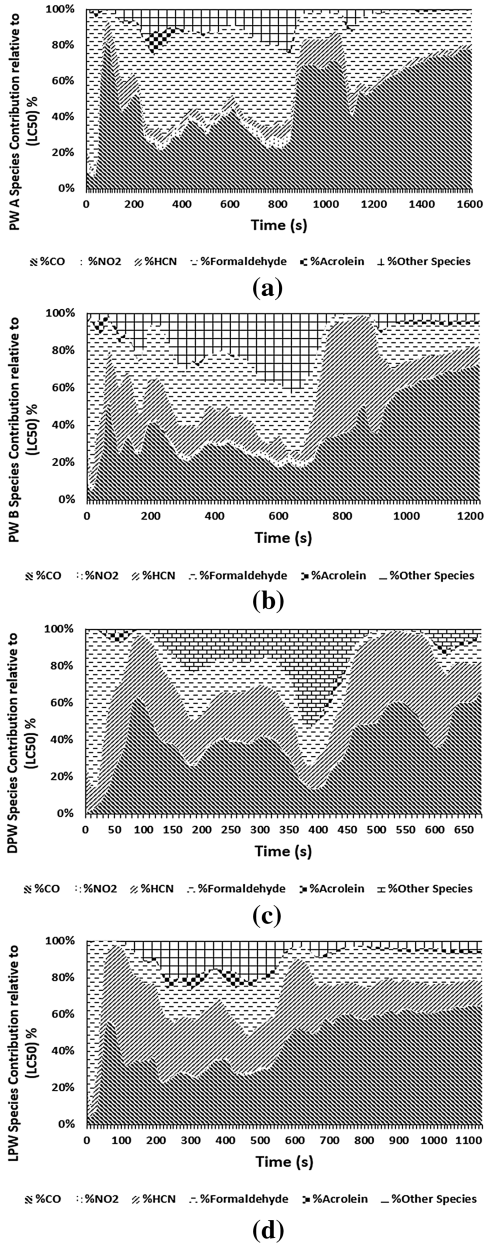 PW A Species Contribution relative to (LC50) %
100%
80%
60%
40%
20%
0%
0 200 400 600 800 1000 1200 1400 1600
Time (s)
%CO %NO2 %HCN %Formaldehyde %Acrolein %Other Species
(a)
PW B Species Contribution relative to (LC50) %
100%
80%
60%
40%
20%
0%
0 200 400 600 800 1000 1200
Time (s)
%CO %NO2 %HCN %Formaldehyde %Acrolein %Other Species
(b)
DPW Species Contribution relative to (LC50) %
100%
80%
60%
40%
20%
0%
0 50 100 150 200 250 300 350 400 450 500 550 600 650
Time (s)
%CO %NO2 %HCN %Formaldehyde %Acrolein %Other Species
(c)
LPW Species Contribution relative to (LC50) %
100%
80%
60%
40%
20%
0%
0 100 200 300 400 500 600 700 800 900 1000 1100
Time (s)
%CO %NO2 %HCN %Formaldehyde %Acrolein %Other Species
(d)